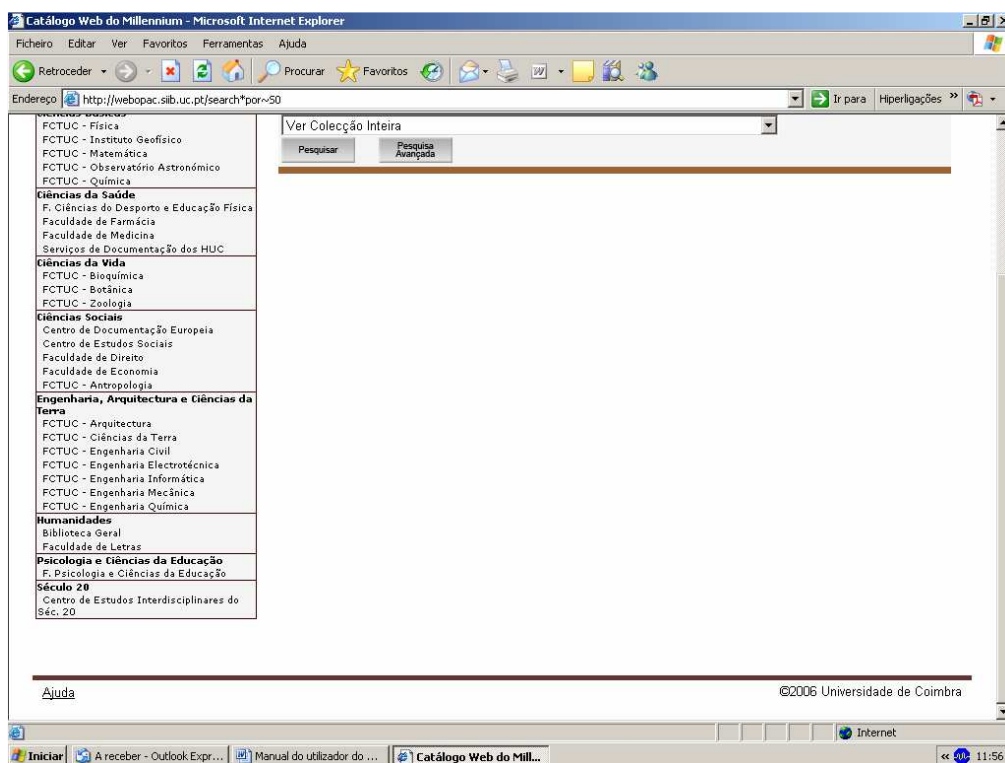 Catálogo Web do Millennium - Microsoft Internet Explorer
Ficheiro Editar Ver Favoritos Ferramentas Ajuda
Retroceder Procurar Favoritos
Endereço http://webopac.siib.uc.pt/search*por~S0 Ir para Hiperligações »
Ciências Básicas
FCTUC - Física
FCTUC - Instituto Geofísico
FCTUC - Matemática
FCTUC - Observatório Astronómico
FCTUC - Química
Ciências da Saúde
F. Ciências do Desporto e Educação Física
Faculdade de Farmácia
Faculdade de Medicina
Serviços de Documentação dos HUC
Ciências da Vida
FCTUC - Bioquímica
FCTUC - Botânica
FCTUC - Zoologia
Ciências Sociais
Centro de Documentação Europeia
Centro de Estudos Sociais
Faculdade de Direito
Faculdade de Economia
FCTUC - Antropologia
Engenharia, Arquitectura e Ciências da
Terra
FCTUC - Arquitectura
FCTUC - Ciências da Terra
FCTUC - Engenharia Civil
FCTUC - Engenharia Electrotécnica
FCTUC - Engenharia Informática
FCTUC - Engenharia Mecânica
FCTUC - Engenharia Química
Humanidades
Biblioteca Geral
Faculdade de Letras
Psicologia e Ciências da Educação
F. Psicologia e Ciências da Educação
Século 20
Centro de Estudos Interdisciplinares do
Séc. 20
Ver Colecção Inteira
Pesquisar
Pesquisa
Avançada
Ajuda
©2006 Universidade de Coimbra
Internet
Iniciar A receber - Outlook Expr... Manual do utilizador do ... Catálogo Web do Mill... « 11:56